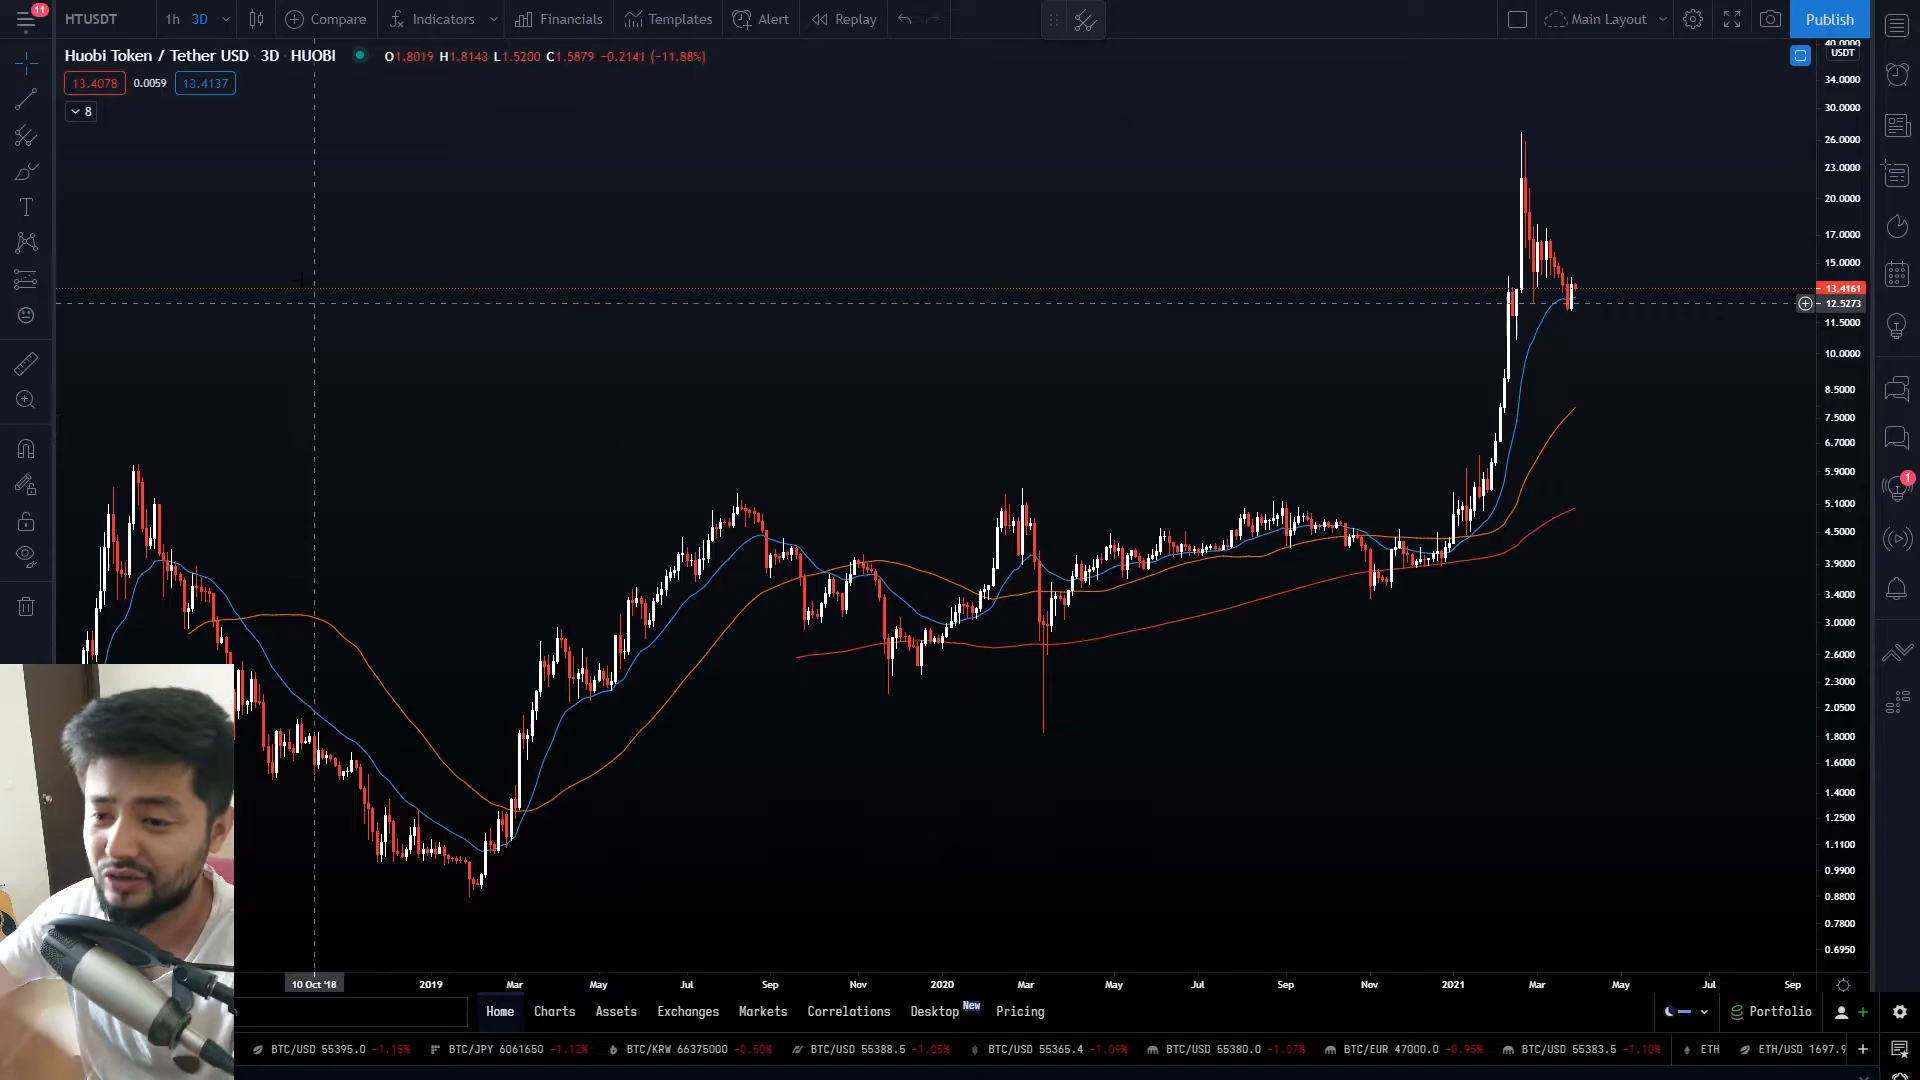 11
HTUSDT
1h
3D
Compare
Indicators
Financials
Templates
Alert
Replay
Main Layout
Publish
Huobi Token / Tether USD 3D HUOBI
O1.8019 H1.8143 L1.5200 C1.5879 -0.2141 (-11.88%)
13.4078
0.0059
13.4137
8
40.0000
USDT
34.0000
30.0000
26.0000
23.0000
20.0000
17.0000
15.0000
13.4161
12.5273
11.5000
10.0000
8.5000
7.5000
6.7000
5.9000
5.1000
4.5000
3.9000
3.4000
3.0000
2.6000
2.3000
2.0500
1.8000
1.6000
1.4000
1.2500
1.1100
0.9900
0.8800
0.7800
0.6950
1
10 Oct '18
2019
Mar
May
Jul
Sep
Nov
2020
Mar
May
Jul
Sep
Nov
2021
Mar
May
Jul
Sep
Home
Charts
Assets
Exchanges
Markets
Correlations
Desktop New
Pricing
Portfolio
BTC/USD 55395.0 -1.15%
BTC/JPY 6061650 -1.12%
BTC/KRW 66375000 -0.50%
BTC/USD 55388.5 -1.05%
BTC/USD 55365.4 -1.09%
BTC/USD 55380.0 -1.07%
BTC/EUR 47000.0 -0.95%
BTC/USD 55383.5 -1.10%
ETH
ETH/USD 1697.9